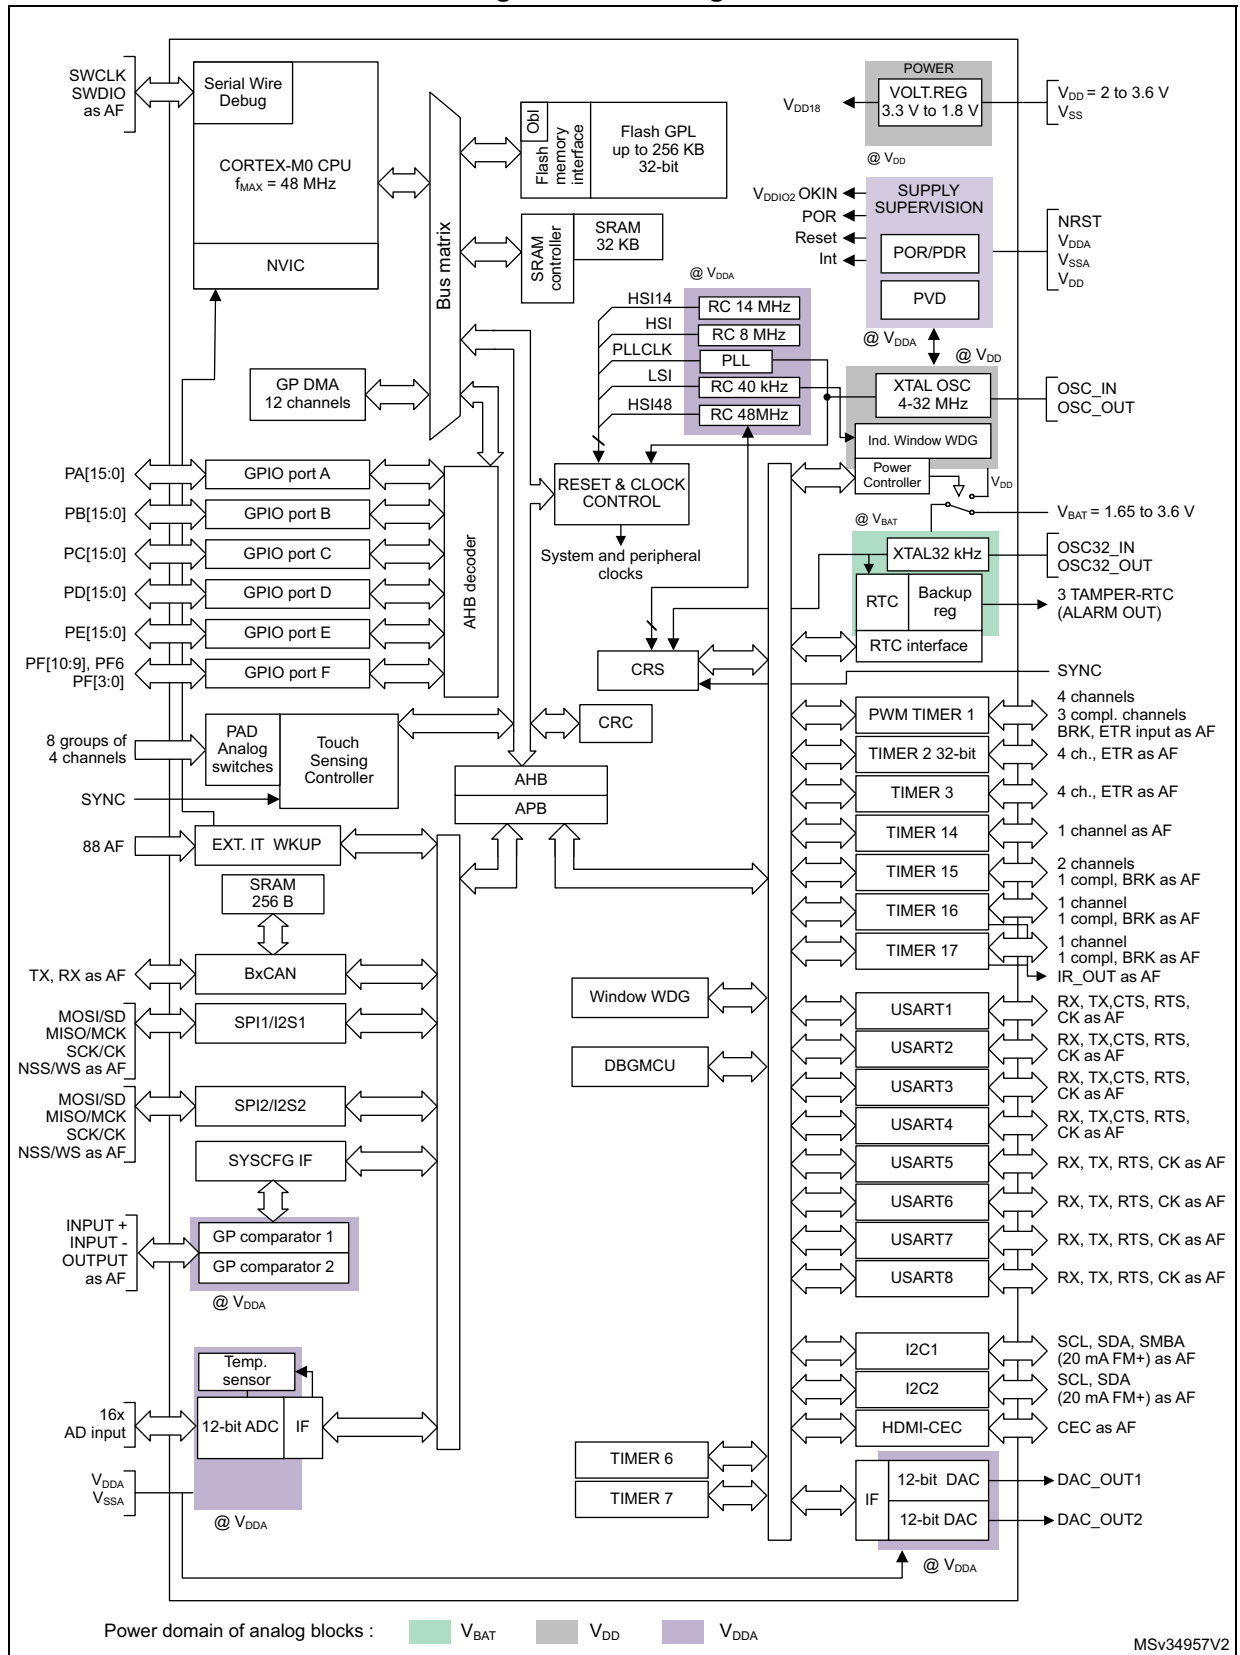 SWCLK
SWDIO
as AF
Serial Wire
Debug
CORTEX-M0 CPU
fMAX = 48 MHz
NVIC
Bus matrix
Obl
Flash
memory
interface
Flash GPL
up to 256 KB
32-bit
SRAM
controller
SRAM
32 KB
POWER
VOLT.REG
3.3 V to 1.8 V
VDD18
VDD = 2 to 3.6 V
VSS
@ VDD
SUPPLY
SUPERVISION
VDDIO2 OKIN
POR
Reset
Int
POR/PDR
PVD
NRST
VDDA
VSSA
VDD
@ VDDA
@ VDD
@ VDDA
HSI14
HSI
PLLCLK
LSI
HSI48
RC 14 MHz
RC 8 MHz
PLL
RC 40 kHz
RC 48MHz
XTAL OSC
4-32 MHz
OSC_IN
OSC_OUT
Ind. Window WDG
Power
Controller
VDD
VBAT = 1.65 to 3.6 V
@ VBAT
XTAL32 kHz
OSC32_IN
OSC32_OUT
RTC
Backup
reg
RTC interface
3 TAMPER-RTC
(ALARM OUT)
GP DMA
12 channels
RESET & CLOCK
CONTROL
System and peripheral
clocks
PA[15:0]
GPIO port A
PB[15:0]
GPIO port B
PC[15:0]
GPIO port C
PD[15:0]
GPIO port D
PE[15:0]
GPIO port E
PF[10:9], PF6
PF[3:0]
GPIO port F
AHB decoder
CRS
SYNC
CRC
8 groups of
4 channels
PAD
Analog
switches
Touch
Sensing
Controller
SYNC
AHB
APB
88 AF
EXT. IT WKUP
SRAM
256 B
TX, RX as AF
BxCAN
MOSI/SD
MISO/MCK
SCK/CK
NSS/WS as AF
SPI1/I2S1
MOSI/SD
MISO/MCK
SCK/CK
NSS/WS as AF
SPI2/I2S2
SYSCFG IF
INPUT +
INPUT -
OUTPUT
as AF
GP comparator 1
GP comparator 2
@ VDDA
Temp.
sensor
16x
AD input
12-bit ADC
IF
VDDA
VSSA
@ VDDA
PWM TIMER 1
4 channels
3 compl. channels
BRK, ETR input as AF
TIMER 2 32-bit
4 ch., ETR as AF
TIMER 3
4 ch., ETR as AF
TIMER 14
1 channel as AF
TIMER 15
2 channels
1 compl, BRK as AF
TIMER 16
1 channel
1 compl, BRK as AF
TIMER 17
1 channel
1 compl, BRK as AF
IR_OUT as AF
Window WDG
DBGMCU
USART1
RX, TX,CTS, RTS,
CK as AF
USART2
RX, TX,CTS, RTS,
CK as AF
USART3
RX, TX,CTS, RTS,
CK as AF
USART4
RX, TX,CTS, RTS,
CK as AF
USART5
RX, TX, RTS, CK as AF
USART6
RX, TX, RTS, CK as AF
USART7
RX, TX, RTS, CK as AF
USART8
RX, TX, RTS, CK as AF
I2C1
SCL, SDA, SMBA
(20 mA FM+) as AF
I2C2
SCL, SDA
(20 mA FM+) as AF
HDMI-CEC
CEC as AF
TIMER 6
TIMER 7
IF
12-bit DAC
DAC_OUT1
12-bit DAC
DAC_OUT2
@ VDDA
Power domain of analog blocks :
VBAT
VDD
VDDA
MSv34957V2